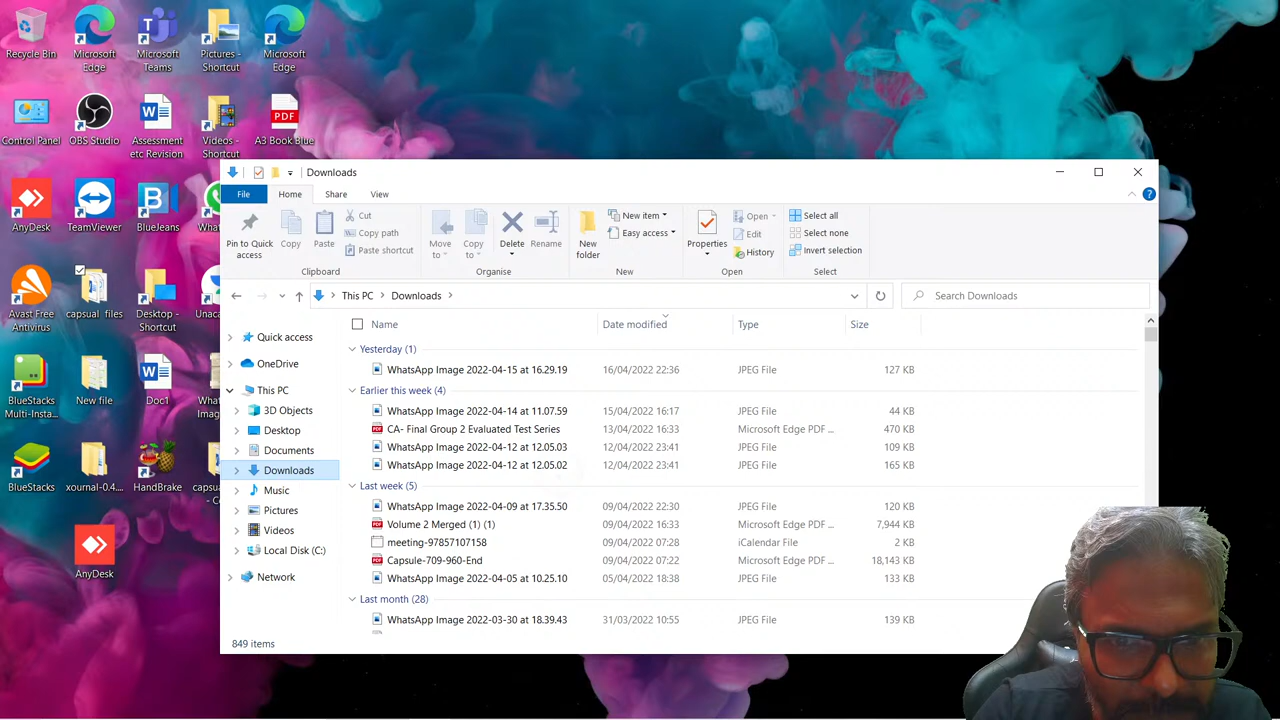 Recycle Bin
Microsoft Edge
Microsoft Teams
Pictures - Shortcut
Microsoft Edge
Control Panel
OBS Studio
Assessment etc Revision
Videos - Shortcut
PDF
A3 Book Blue
AnyDesk
TeamViewer
BlueJeans
Avast Free Antivirus
capsual files
Desktop - Shortcut
BlueStacks Multi-Insta...
New file
Doc1
BlueStacks
xournal-0.4....
HandBrake
AnyDesk
Downloads
File
Home
Share
View
Pin to Quick access
Copy
Paste
Cut
Copy path
Paste shortcut
Clipboard
Move to
Copy to
Delete
Rename
Organise
New folder
New item
Easy access
New
Properties
Open
Edit
History
Open
Select all
Select none
Invert selection
Select
This PC > Downloads >
Search Downloads
Quick access
OneDrive
This PC
3D Objects
Desktop
Documents
Downloads
Music
Pictures
Videos
Local Disk (C:)
Network
Name Date modified Type Size
Yesterday (1)
WhatsApp Image 2022-04-15 at 16.29.19 16/04/2022 22:36 JPEG File 127 KB
Earlier this week (4)
WhatsApp Image 2022-04-14 at 11.07.59 15/04/2022 16:17 JPEG File 44 KB
CA- Final Group 2 Evaluated Test Series 13/04/2022 16:33 Microsoft Edge PDF ... 470 KB
WhatsApp Image 2022-04-12 at 12.05.03 12/04/2022 23:41 JPEG File 109 KB
WhatsApp Image 2022-04-12 at 12.05.02 12/04/2022 23:41 JPEG File 165 KB
Last week (5)
WhatsApp Image 2022-04-09 at 17.35.50 09/04/2022 22:30 JPEG File 120 KB
Volume 2 Merged (1) (1) 09/04/2022 16:33 Microsoft Edge PDF ... 7,944 KB
meeting-97857107158 09/04/2022 07:28 iCalendar File 2 KB
Capsule-709-960-End 09/04/2022 07:22 Microsoft Edge PDF ... 18,143 KB
WhatsApp Image 2022-04-05 at 10.25.10 05/04/2022 18:38 JPEG File 133 KB
Last month (28)
WhatsApp Image 2022-03-30 at 18.39.43 31/03/2022 10:55 JPEG File 139 KB
849 items